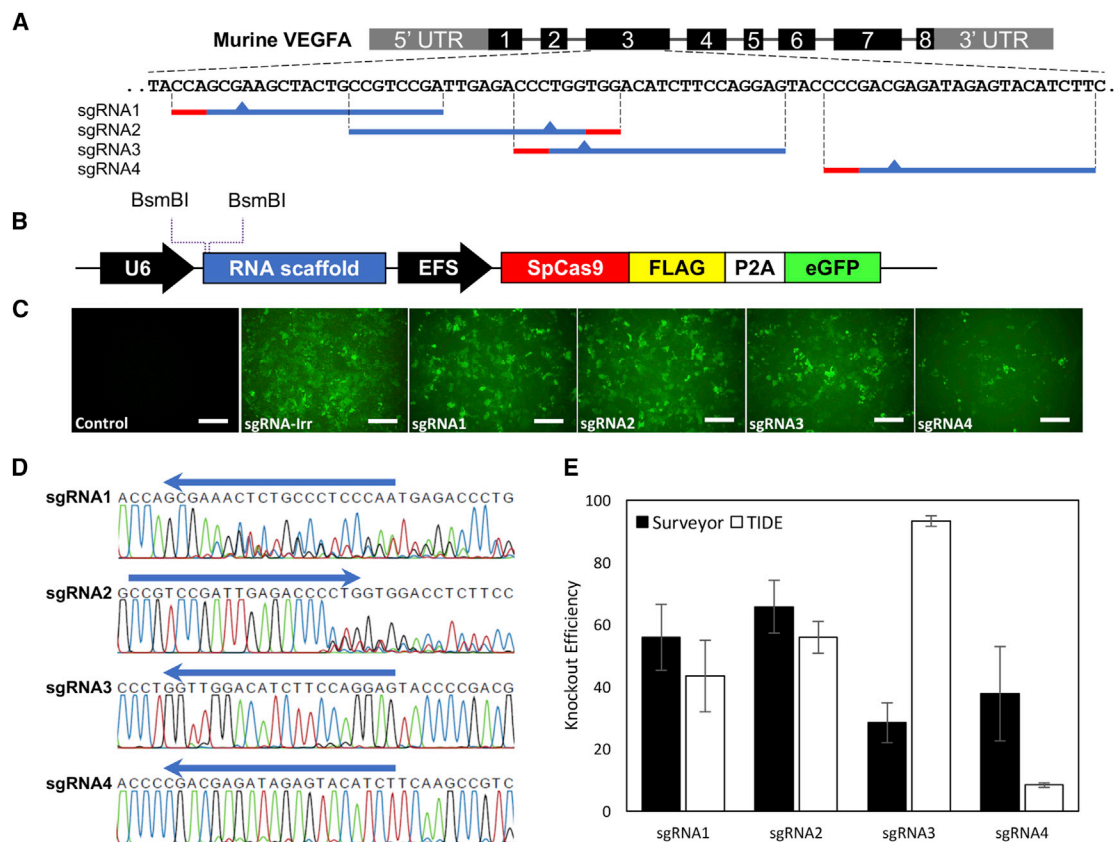 A
Murine VEGFA
5' UTR 1 2 3 4 5 6 7 8 3' UTR
..TACCAGCGAAGCTACTGCCGTCCGATTGAGACCCTGGTGGACATCTTCCAGGAGTACCCCGACGAGATAGAGTACATCTTC.
sgRNA1
sgRNA2
sgRNA3
sgRNA4
B
BsmBI BsmBI
U6 RNA scaffold EFS SpCas9 FLAG P2A eGFP
C
Control sgRNA-Irr sgRNA1 sgRNA2 sgRNA3 sgRNA4
D
sgRNA1 ACCAGCGAAACTCTGCCCTCCCAATGAGACCCTG
sgRNA2 GCCGTCCGATTGAGACCCCTGGTGGACCTCTTCC
sgRNA3 CCCTGGTTGGACATCTTCCAGGAGTACCCCGACG
sgRNA4 ACCCCGACGAGATAGAGTACATCTTCAAGCCGTC
E
Knockout Efficiency
100
80
60
40
20
0
Surveyor TIDE
sgRNA1 sgRNA2 sgRNA3 sgRNA4